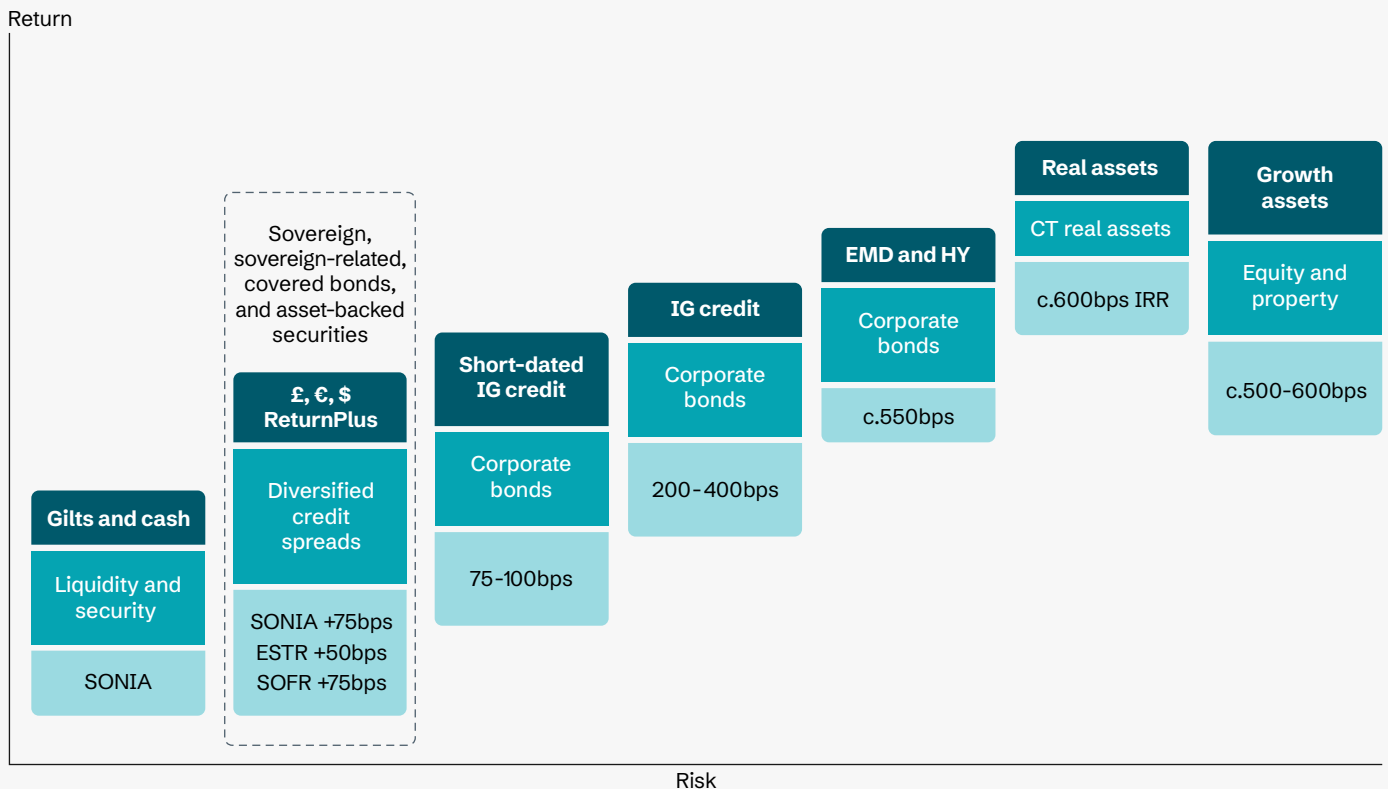 Return
Gilts and cash
Liquidity and
security
SONIA
Sovereign,
sovereign-related,
covered bonds,
and asset-backed
securities
£, €, $
ReturnPlus
Diversified
credit
spreads
SONIA +75bps
ESTR +50bps
SOFR +75bps
Short-dated
IG credit
Corporate
bonds
75-100bps
IG credit
Corporate
bonds
200-400bps
EMD and HY
Corporate
bonds
c.550bps
Real assets
CT real assets
c.600bps IRR
Growth
assets
Equity and
property
c.500-600bps
Risk